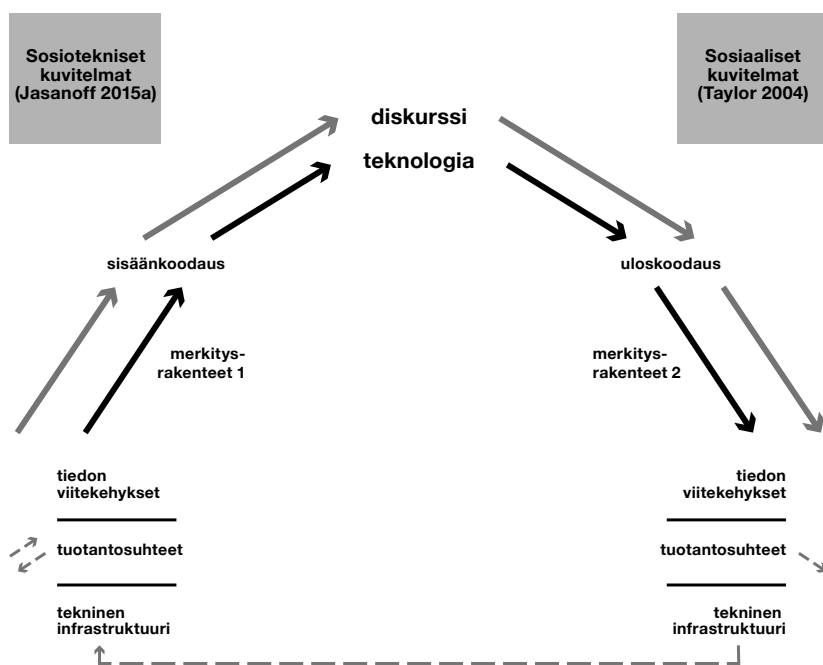 Sosiotekniset
kuvitelmat
(Jasanoff 2015a)
Sosiaaliset
kuvitelmat
(Taylor 2004)
diskurssi
teknologia
sisäänkoodaus
uloskoodaus
merkitys-
rakenteet 1
merkitys-
rakenteet 2
tiedon
viitekehykset
tuotantosuhteet
tekninen
infrastruktuuri
tiedon
viitekehykset
tuotantosuhteet
tekninen
infrastruktuuri